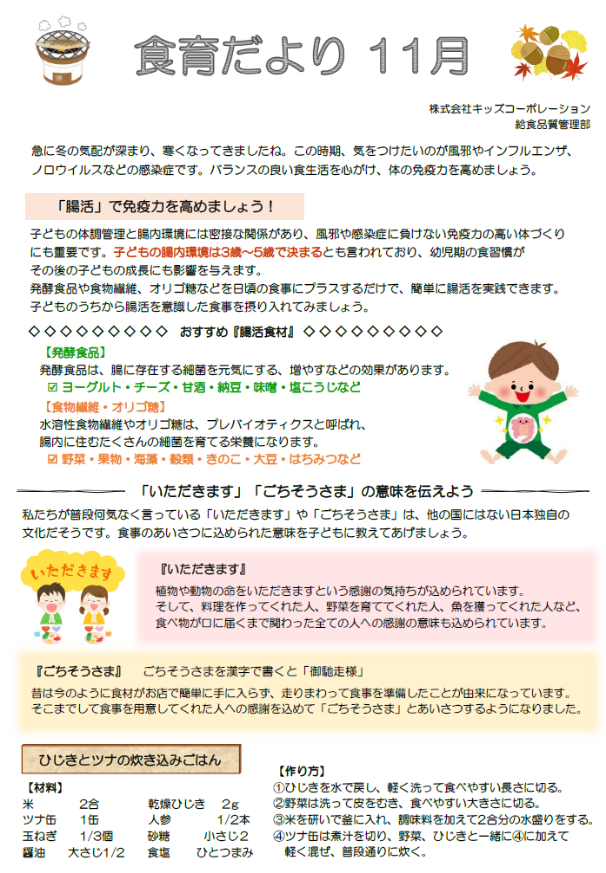 食育だより 11月
株式会社キッズコーポレーション
給食品質管理部
急に冬の気配が深まり、寒くなってきましたね。この時期、気をつけたいのが風邪やインフルエンザ、
ノロウイルスなどの感染症です。バランスの良い食生活を心がけ、体の免疫力を高めましょう。
「腸活」で免疫力を高めましょう！
子どもの体調管理と腸内環境には密接な関係があり、風邪や感染症に負けない免疫力の高い体づくり
にも重要です。子どもの腸内環境は3歳～5歳で決まるとも言われており、幼児期の食習慣が
その後の子どもの成長にも影響を与えます。
発酵食品や食物繊維、オリゴ糖などを日頃の食事にプラスするだけで、簡単に腸活を実践できます。
子どものうちから腸活を意識した食事を摂り入れてみましょう。
◇◇◇◇◇◇◇◇◇ おすすめ『腸活食材』 ◇◇◇◇◇◇◇◇◇
【発酵食品】
発酵食品は、腸に存在する細菌を元気にする、増やすなどの効果があります。
☑ ヨーグルト・チーズ・甘酒・納豆・味噌・塩こうじなど
【食物繊維・オリゴ糖】
水溶性食物繊維やオリゴ糖は、プレバイオティクスと呼ばれ、
腸内に住むたくさんの細菌を育てる栄養になります。
☑ 野菜・果物・海藻・穀類・きのこ・大豆・はちみつなど
「いただきます」「ごちそうさま」の意味を伝えよう
私たちが普段何気なく言っている「いただきます」や「ごちそうさま」は、他の国にはない日本独自の
文化だそうです。食事のあいさつに込められた意味を子どもに教えてあげましょう。
いただきます
『いただきます』
植物や動物の命をいただきますという感謝の気持ちが込められています。
そして、料理を作ってくれた人、野菜を育ててくれた人、魚を獲ってくれた人など、
食べ物が口に届くまで関わった全ての人への感謝の意味も込められています。
『ごちそうさま』 ごちそうさまを漢字で書くと「御馳走様」
昔は今のように食材がお店で簡単に手に入らず、走りまわって食事を準備したことが由来になっています。
そこまでして食事を用意してくれた人への感謝を込めて「ごちそうさま」とあいさつするようになりました。
ひじきとツナの炊き込みごはん
【材料】
米 2合 乾燥ひじき 2g
ツナ缶 1缶 人参 1/2本
玉ねぎ 1/3個 砂糖 小さじ2
醤油 大さじ1/2 食塩 ひとつまみ
【作り方】
①ひじきを水で戻し、軽く洗って食べやすい長さに切る。
②野菜は洗って皮をむき、食べやすい大きさに切る。
③米を研いで釜に入れ、調味料を加えて2合分の水盛りをする。
④ツナ缶は煮汁を切り、野菜、ひじきと一緒に④に加えて
軽く混ぜ、普段通りに炊く。